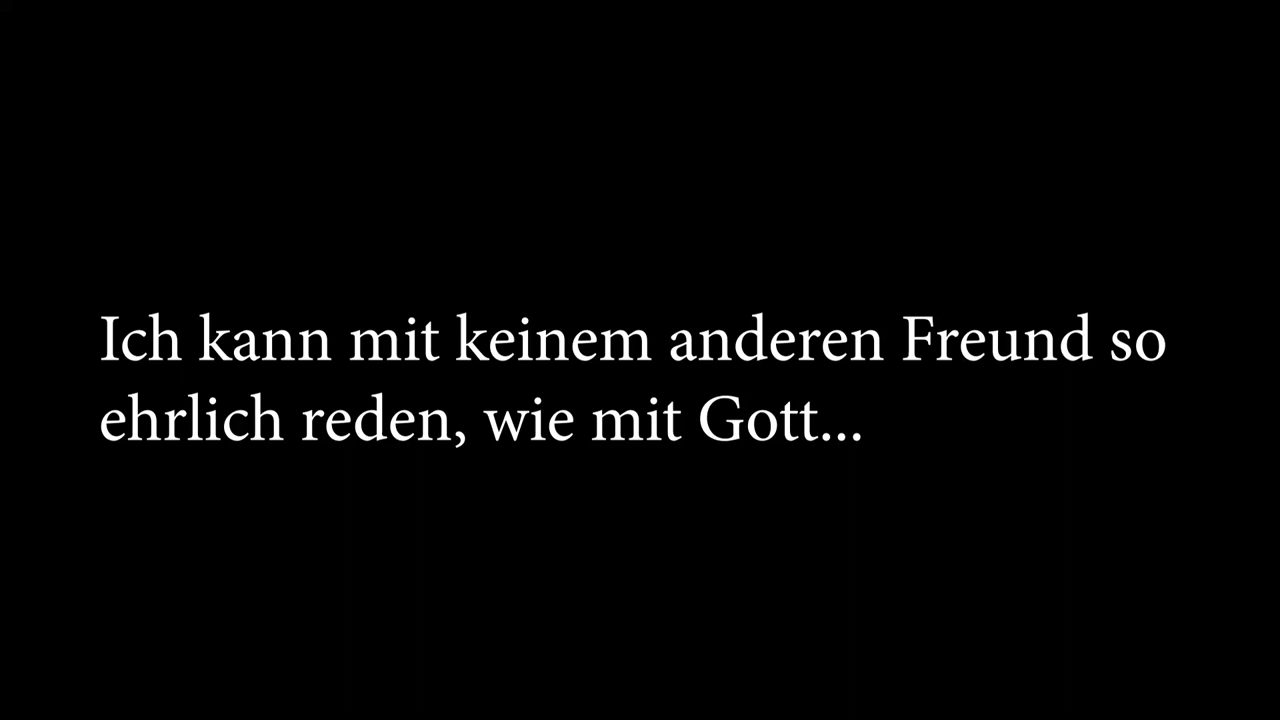 Ich kann mit keinem anderen Freund so
ehrlich reden, wie mit Gott...